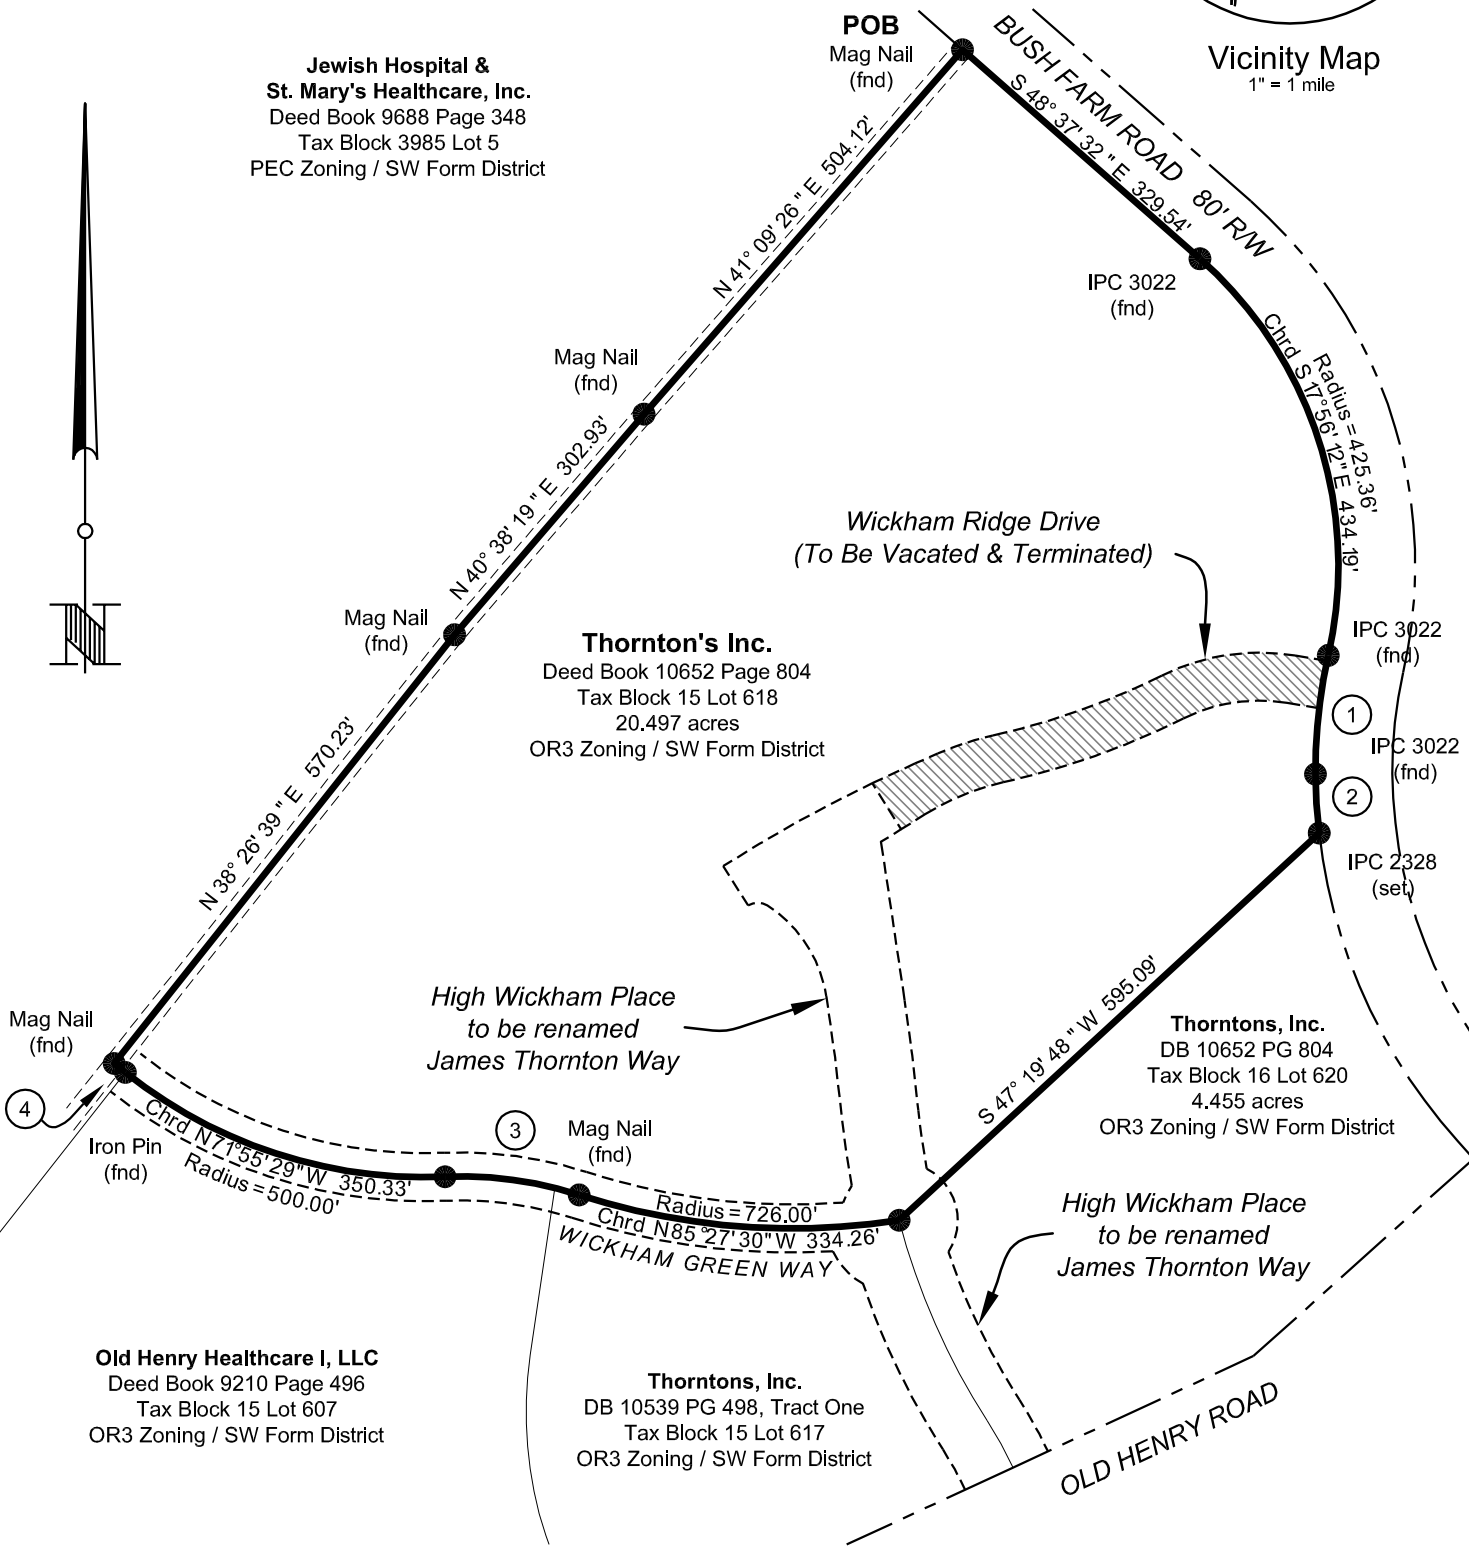 POB
Mag Nail
(fnd)
Vicinity Map
1" = 1 mile
Jewish Hospital &
St. Mary's Healthcare, Inc.
Deed Book 9688 Page 348
Tax Block 3985 Lot 5
PEC Zoning / SW Form District
BUSH FARM ROAD 80' R/W
S 48° 37' 32 " E 329.54'
N 41° 09' 26 " E 504.12'
IPC 3022
(fnd)
Radius = 425.36'
Chrd S 17°56' 12" E 434.19'
Mag Nail
(fnd)
N 40° 38' 19 " E 302.93'
Wickham Ridge Drive
(To Be Vacated & Terminated)
N
Mag Nail
(fnd)
Thornton's Inc.
Deed Book 10652 Page 804
Tax Block 15 Lot 618
20.497 acres
OR3 Zoning / SW Form District
IPC 3022
(fnd)
1
IPC 3022
(fnd)
2
IPC 2328
(set)
N 38° 26' 39 " E 570.23'
High Wickham Place
to be renamed
James Thornton Way
S 47° 19' 48 " W 595.09'
Mag Nail
(fnd)
Thorntons, Inc.
DB 10652 PG 804
Tax Block 16 Lot 620
4.455 acres
OR3 Zoning / SW Form District
4
Iron Pin
(fnd)
Chrd N71°55'29" W 350.33'
Radius = 500.00'
3
Mag Nail
(fnd)
Radius = 726.00'
Chrd N85°27'30" W 334.26'
WICKHAM GREEN WAY
High Wickham Place
to be renamed
James Thornton Way
Old Henry Healthcare I, LLC
Deed Book 9210 Page 496
Tax Block 15 Lot 607
OR3 Zoning / SW Form District
Thorntons, Inc.
DB 10539 PG 498, Tract One
Tax Block 15 Lot 617
OR3 Zoning / SW Form District
OLD HENRY ROAD